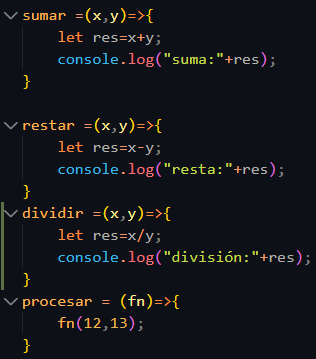 sumar =(x,y)=>{
    let res=x+y;
    console.log("suma:"+res);
}
restar =(x,y)=>{
    let res=x-y;
    console.log("resta:"+res);
}
dividir =(x,y)=>{
    let res=x/y;
    console.log("división:"+res);
}
procesar = (fn)=>{
    fn(12,13);
}